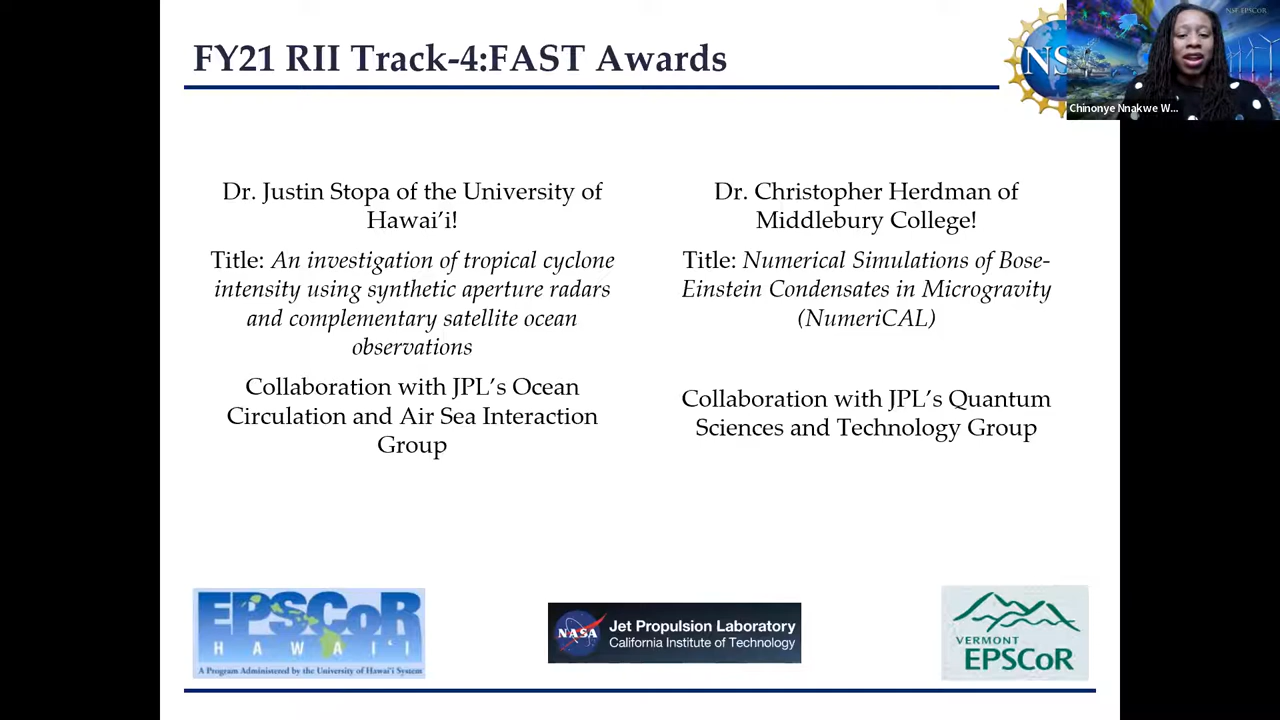 FY21 RII Track-4:FAST Awards
NSF EPSCoR
NS
Chinonye Nnakwe W...
Dr. Justin Stopa of the University of
Hawai’i!
Title: An investigation of tropical cyclone
intensity using synthetic aperture radars
and complementary satellite ocean
observations
Collaboration with JPL’s Ocean
Circulation and Air Sea Interaction
Group
Dr. Christopher Herdman of
Middlebury College!
Title: Numerical Simulations of Bose-
Einstein Condensates in Microgravity
(NumeriCAL)
Collaboration with JPL’s Quantum
Sciences and Technology Group
EPSCoR
HAWAI‘I
A Program Administered by the University of Hawai‘i System
NASA
Jet Propulsion Laboratory
California Institute of Technology
VERMONT
EPSCoR